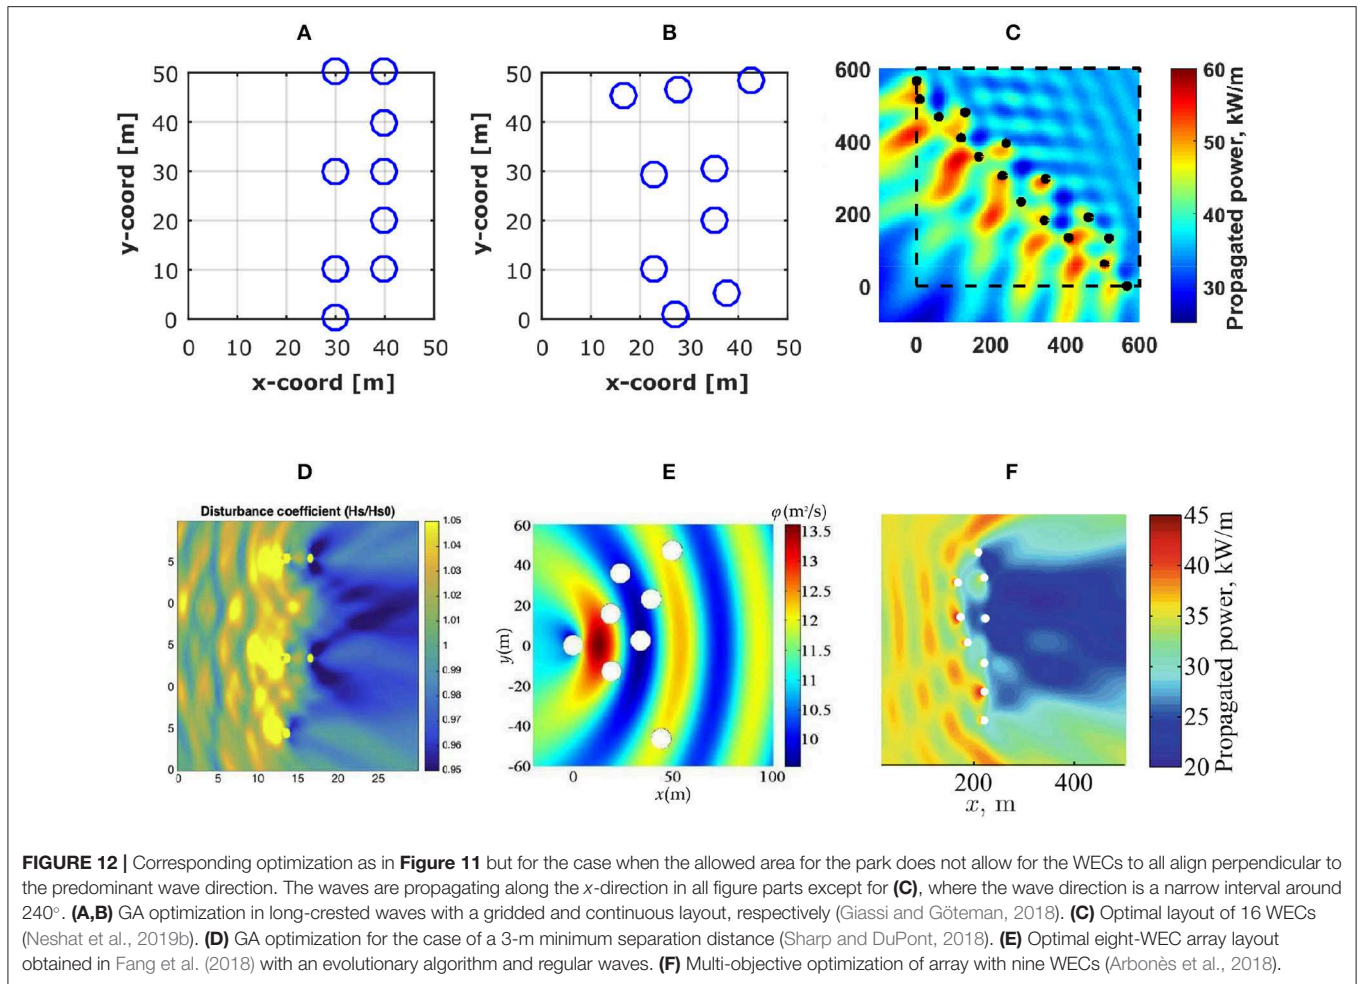 A
B
C
50
40
30
20
10
0
y-coord [m]
0 10 20 30 40 50
x-coord [m]
50
40
30
20
10
0
y-coord [m]
0 10 20 30 40 50
x-coord [m]
600
400
200
0
0 200 400 600
60
50
40
30
Propagated power, kW/m
D
E
F
Disturbance coefficient (Hs/Hs0)
5
0
5
0
5
0
0 5 10 15 20 25
1.05
1.04
1.03
1.02
1.01
1
0.99
0.98
0.97
0.96
0.95
φ(m²/s)
60
40
20
0
-20
-40
-60
y(m)
0 50 100
x(m)
13.5
13
12.5
12
11.5
11
10.5
10
200 400
x, m
45
40
35
30
25
20
Propagated power, kW/m
FIGURE 12 | Corresponding optimization as in Figure 11 but for the case when the allowed area for the park does not allow for the WECs to all align perpendicular to
the predominant wave direction. The waves are propagating along the x-direction in all figure parts except for (C), where the wave direction is a narrow interval around
240°. (A,B) GA optimization in long-crested waves with a gridded and continuous layout, respectively (Giassi and Göteman, 2018). (C) Optimal layout of 16 WECs
(Neshat et al., 2019b). (D) GA optimization for the case of a 3-m minimum separation distance (Sharp and DuPont, 2018). (E) Optimal eight-WEC array layout
obtained in Fang et al. (2018) with an evolutionary algorithm and regular waves. (F) Multi-objective optimization of array with nine WECs (Arbonès et al., 2018).